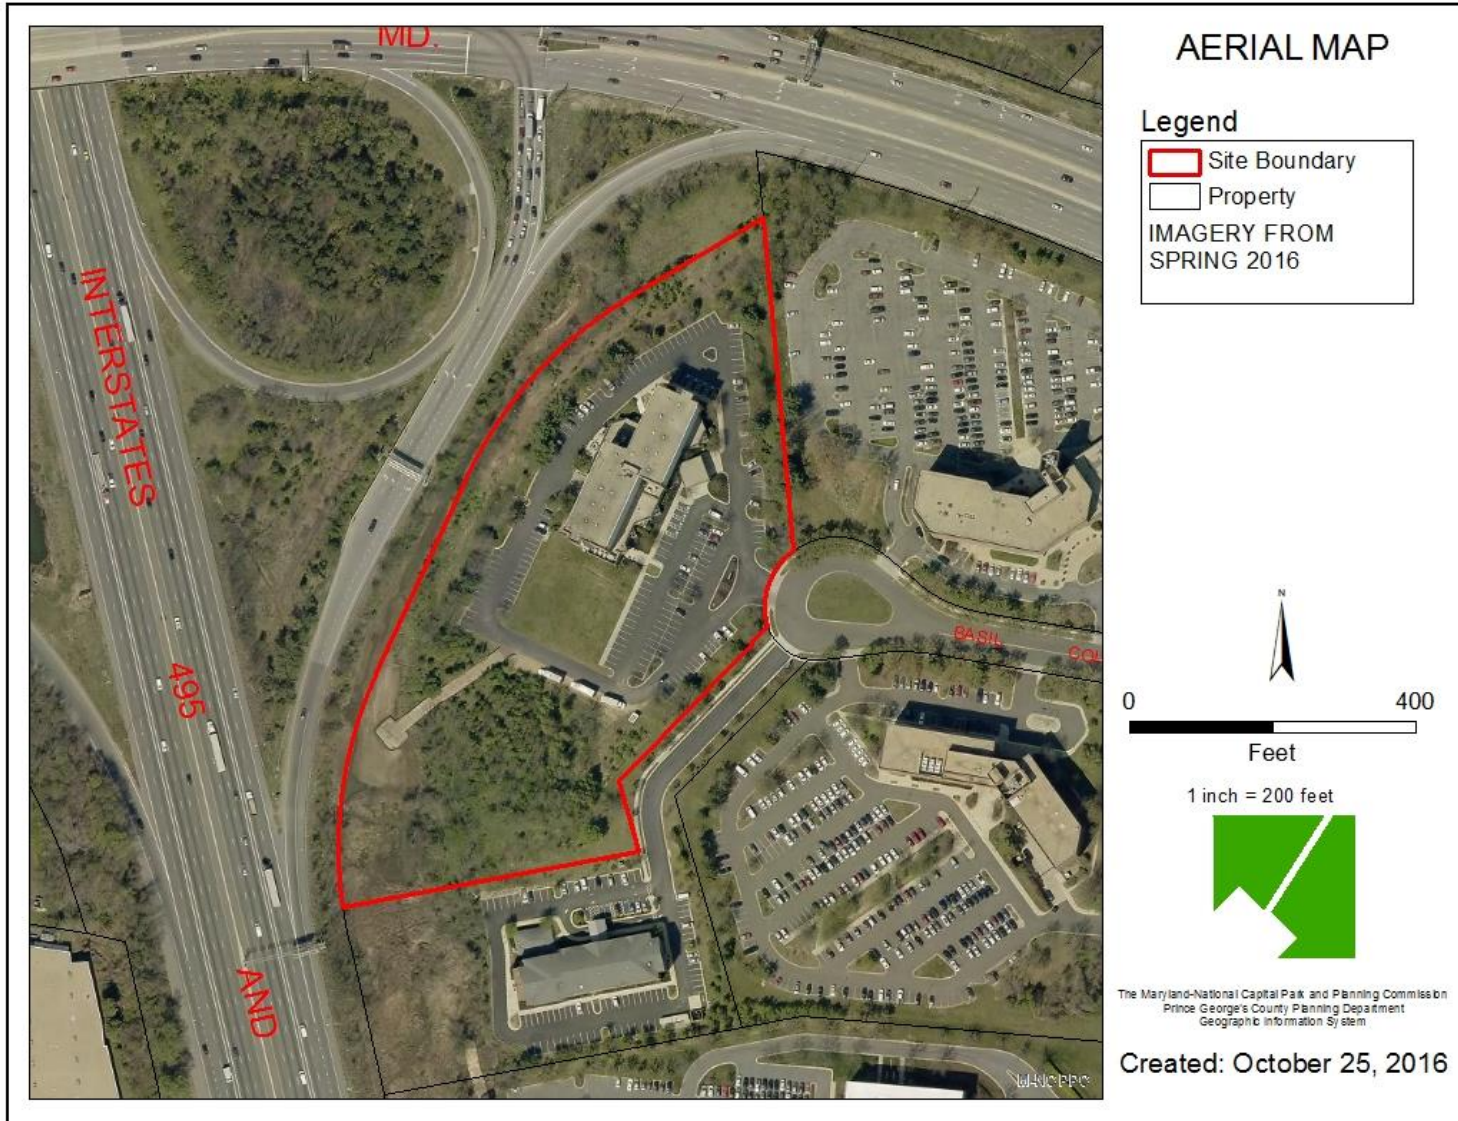 AERIAL MAP
Legend
Site Boundary
Property
IMAGERY FROM
SPRING 2016
MD.
INTERSTATES
495
AND
BASIL
COU
N
0 400
Feet
1 inch = 200 feet
The Maryland-National Capital Park and Planning Commission
Prince George's County Planning Department
Geographic Information System
Created: October 25, 2016
M-NCPPC